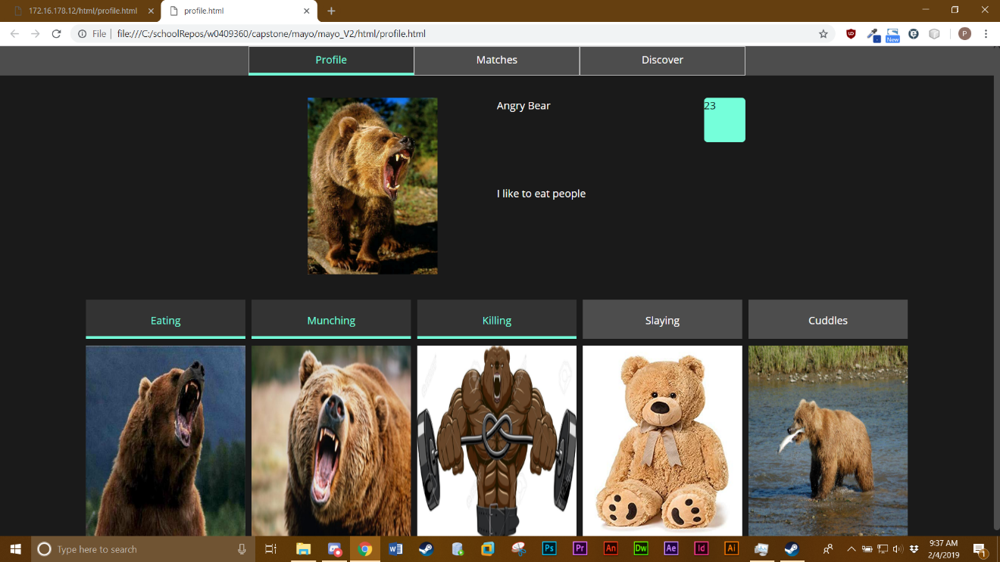 172.16.178.12/html/profile.html
profile.html
File
file:///C:/schoolRepos/w0409360/capstone/mayo/mayo_V2/html/profile.html
New
P
Profile
Matches
Discover
Angry Bear
23
I like to eat people
Eating
Munching
Killing
Slaying
Cuddles
Type here to search
Ps
Pr
An
Dw
Ae
Id
Ai
9:37 AM
2/4/2019
1